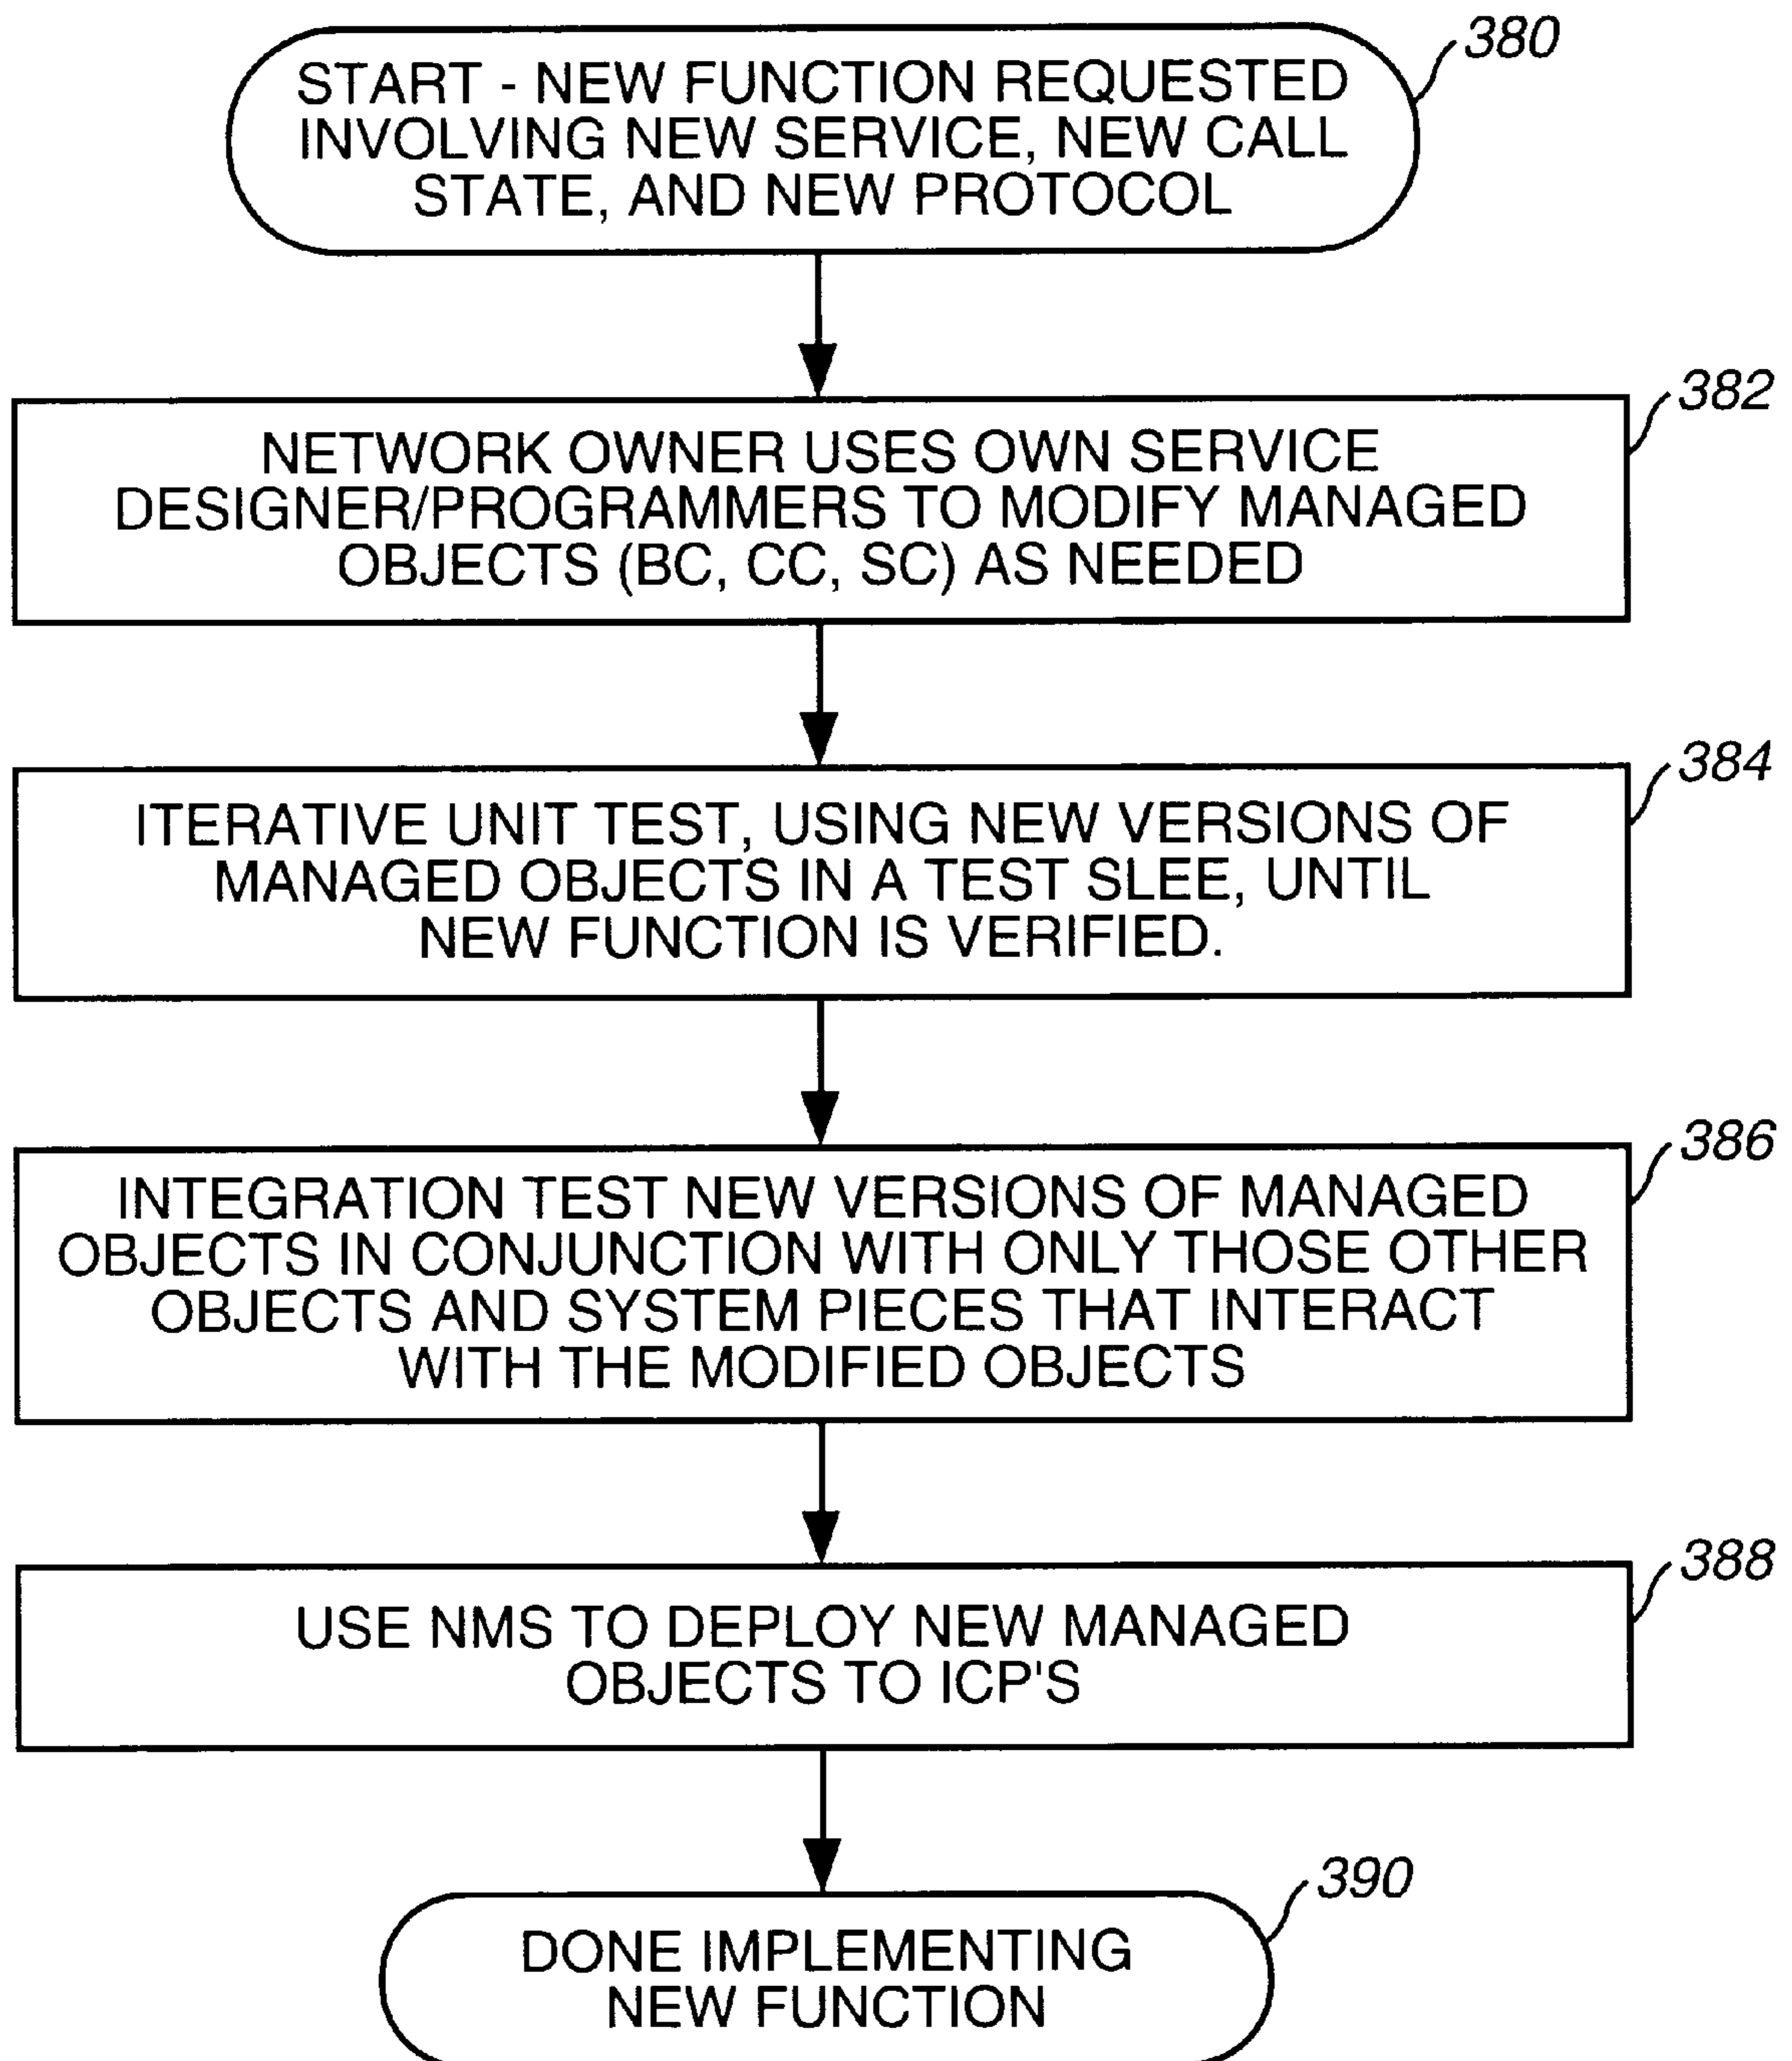 380
START - NEW FUNCTION REQUESTED
INVOLVING NEW SERVICE, NEW CALL
STATE, AND NEW PROTOCOL
382
NETWORK OWNER USES OWN SERVICE
DESIGNER/PROGRAMMERS TO MODIFY MANAGED
OBJECTS (BC, CC, SC) AS NEEDED
384
ITERATIVE UNIT TEST, USING NEW VERSIONS OF
MANAGED OBJECTS IN A TEST SLEE, UNTIL
NEW FUNCTION IS VERIFIED.
386
INTEGRATION TEST NEW VERSIONS OF MANAGED
OBJECTS IN CONJUNCTION WITH ONLY THOSE OTHER
OBJECTS AND SYSTEM PIECES THAT INTERACT
WITH THE MODIFIED OBJECTS
388
USE NMS TO DEPLOY NEW MANAGED
OBJECTS TO ICP'S
390
DONE IMPLEMENTING
NEW FUNCTION